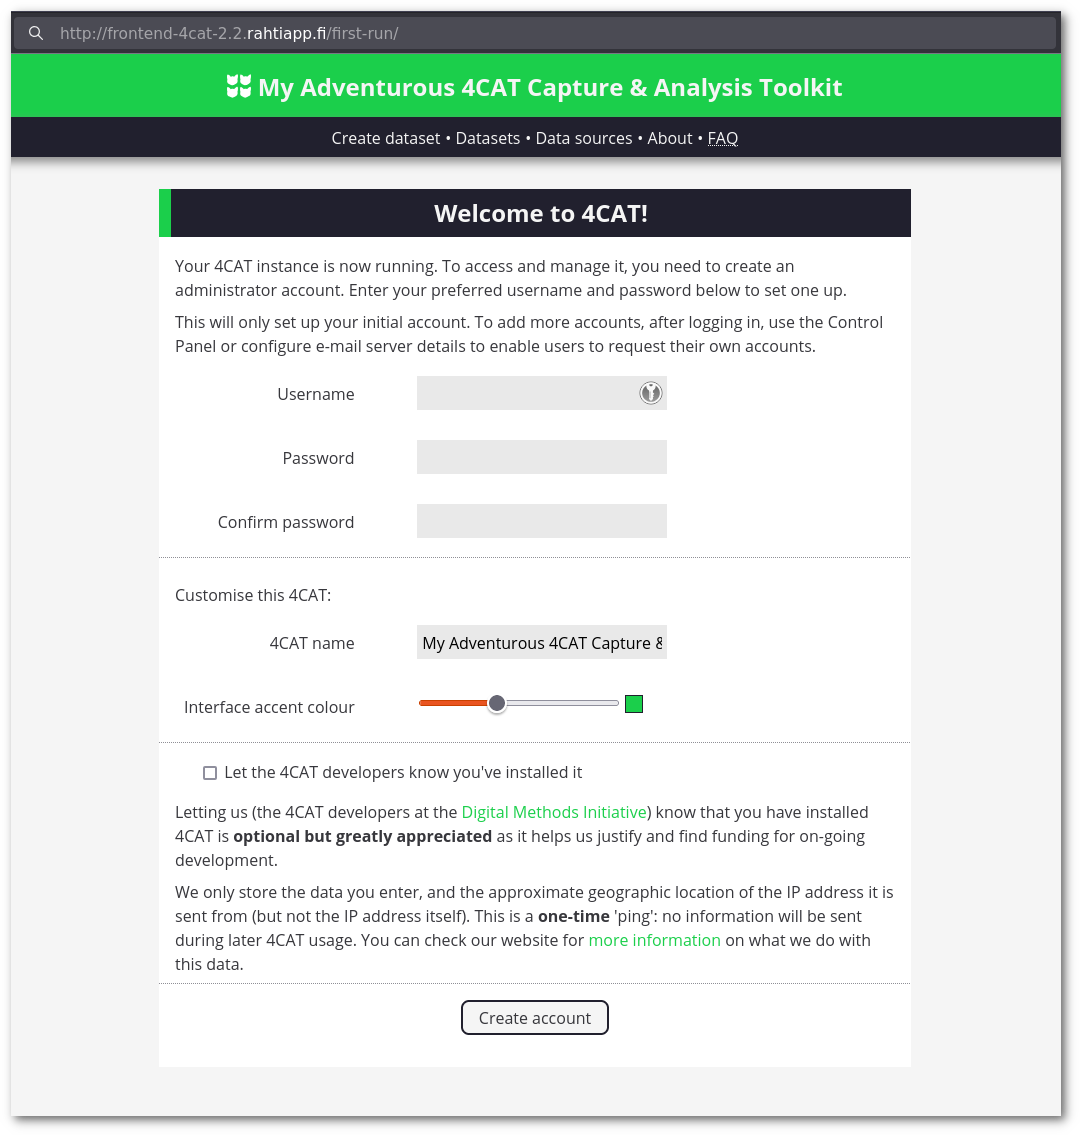 http://frontend-4cat-2.2.rahtiapp.fi/first-run/
My Adventurous 4CAT Capture & Analysis Toolkit
Create dataset • Datasets • Data sources • About • FAQ
Welcome to 4CAT!
Your 4CAT instance is now running. To access and manage it, you need to create an
administrator account. Enter your preferred username and password below to set one up.
This will only set up your initial account. To add more accounts, after logging in, use the Control
Panel or configure e-mail server details to enable users to request their own accounts.
Username
Password
Confirm password
Customise this 4CAT:
4CAT name My Adventurous 4CAT Capture &
Interface accent colour
Let the 4CAT developers know you've installed it
Letting us (the 4CAT developers at the Digital Methods Initiative) know that you have installed
4CAT is optional but greatly appreciated as it helps us justify and find funding for on-going
development.
We only store the data you enter, and the approximate geographic location of the IP address it is
sent from (but not the IP address itself). This is a one-time 'ping': no information will be sent
during later 4CAT usage. You can check our website for more information on what we do with
this data.
Create account